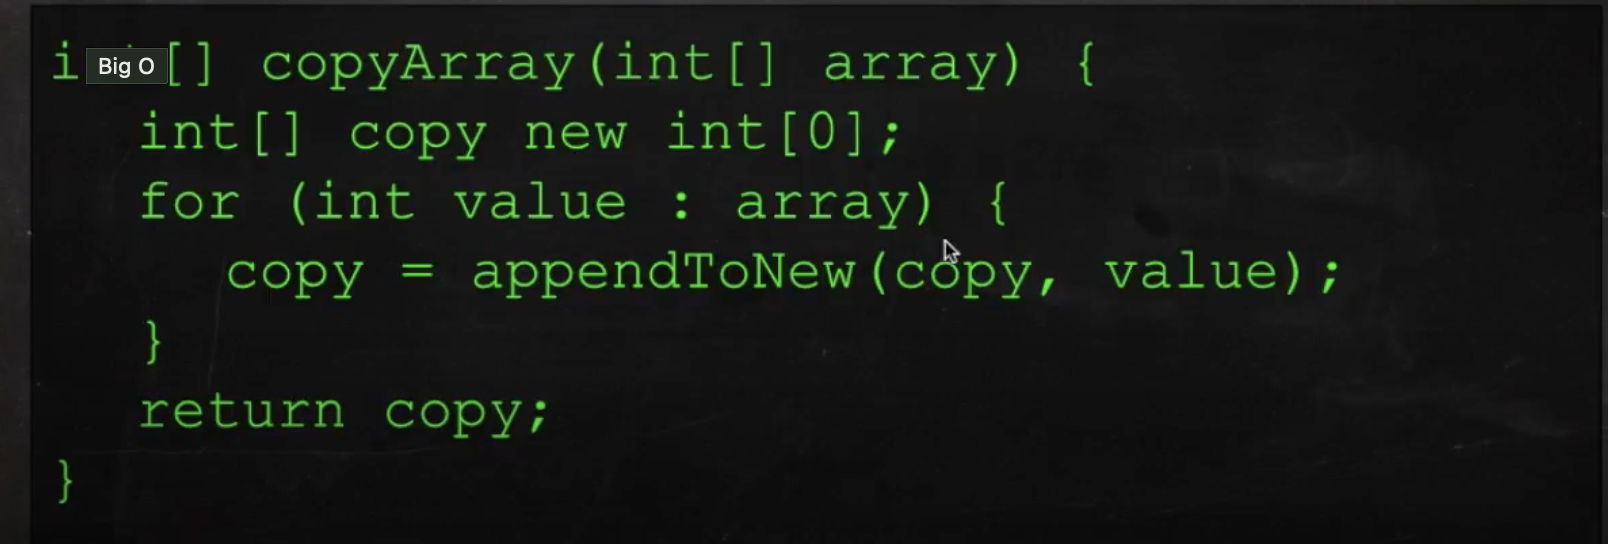 Big O
[] copyArray(int[] array) {
int[] copy new int[0];
for (int value : array) {
copy = appendToNew(copy, value);
}
return copy;
}